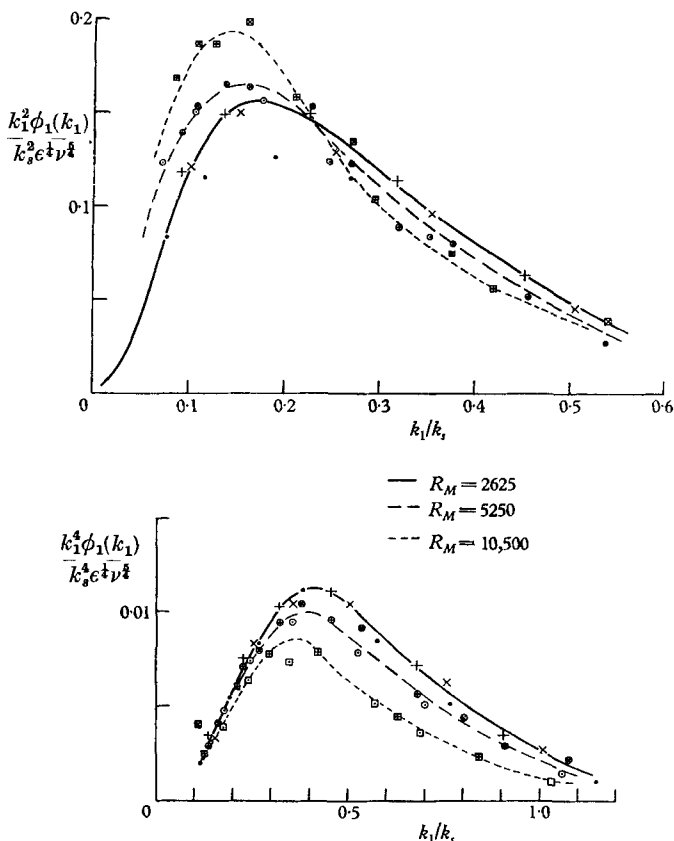 0·2
k₁²ϕ₁(k₁)
k_s²ϵ^¼ν^{5/4}
0·1
0
0·1
0·2
0·3
0·4
0·5
0·6
k₁/k_s
R_M = 2625
R_M = 5250
R_M = 10,500
k₁⁴ϕ₁(k₁)
k_s⁴ϵ^¼ν^{5/4}
0·01
0
0·5
1·0
k₁/k_s